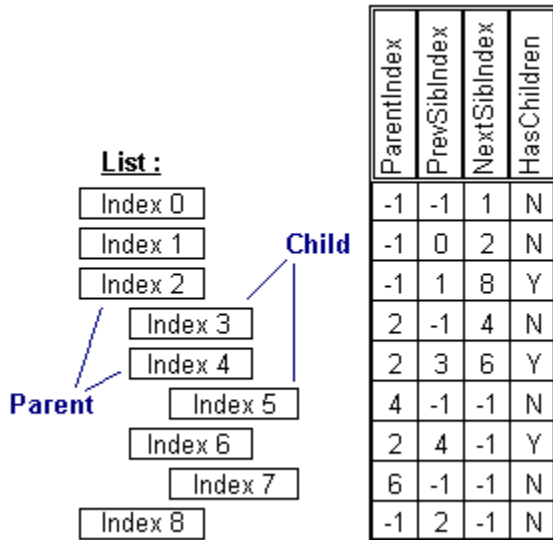 ParentIndex PrevSibIndex NextSibIndex HasChildren
List :
Index 0 -1 -1 1 N
Index 1 Child -1 0 2 N
Index 2 -1 1 8 Y
Index 3 2 -1 4 N
Index 4 2 3 6 Y
Parent Index 5 4 -1 -1 N
Index 6 2 4 -1 Y
Index 7 6 -1 -1 N
Index 8 -1 2 -1 N